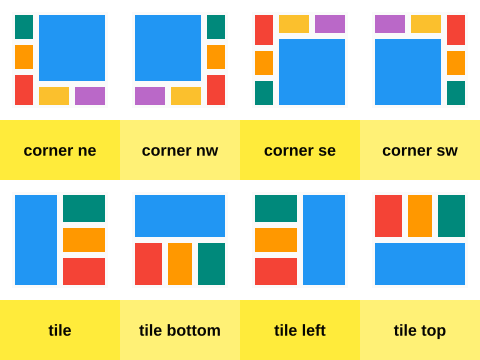 corner ne
corner nw
corner se
corner sw
tile
tile bottom
tile left
tile top